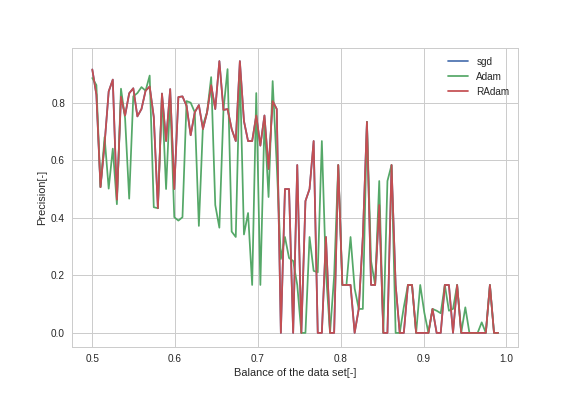 sgd
Adam
RAdam
0.8
0.6
0.4
0.2
0.0
Precision[-]
0.5 0.6 0.7 0.8 0.9 1.0
Balance of the data set[-]